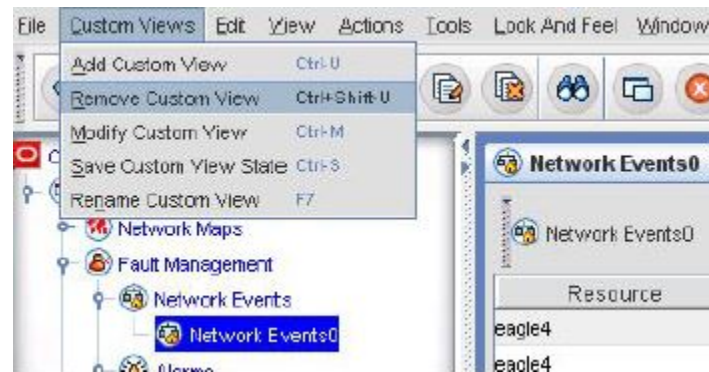 File Custom Views Edit View Actions Tools Look And Feel Window
Add Custom View Ctrl-U
Remove Custom View Ctrl+Shift-U
Modify Custom View Ctrl-M
Save Custom View State Ctrl-S
Rename Custom View F7
Network Maps
Fault Management
Network Events
Network Events0
Network Events0
Network Events0
Resource
eagle4
eagle4